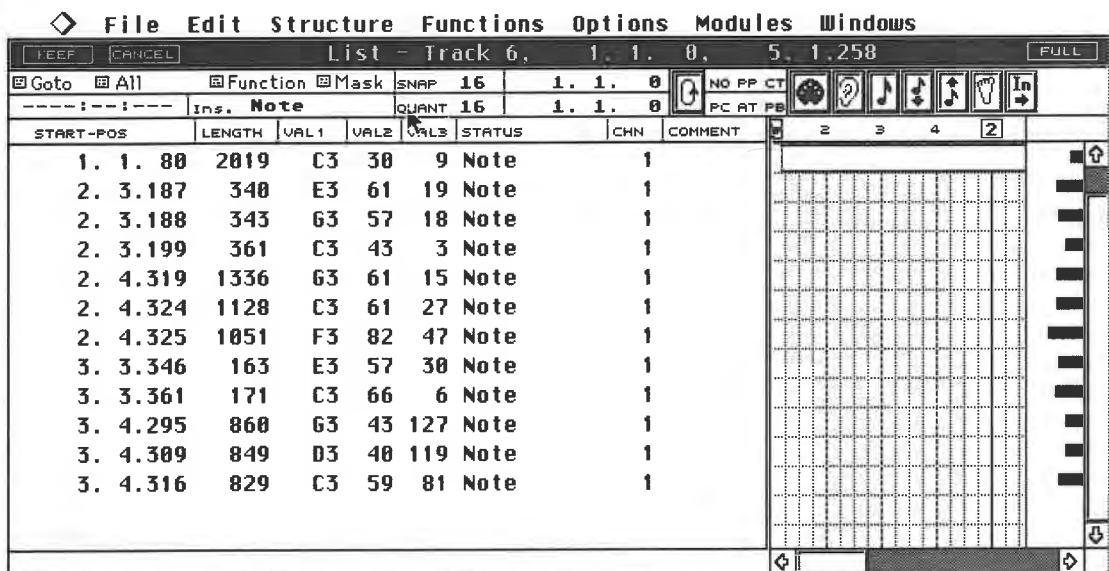 File Edit Structure Functions Options Modules Windows
KEEP CANCEL List - Track 6, 1. 1. 0, 5. 1.258 FULL
Goto All Function Mask SNAP 16 1. 1. 0 NO PP CT
----:--:--- Ins. Note QUANT 16 1. 1. 0 PC AT PB In
START-POS LENGTH VAL1 VAL2 VAL3 STATUS CHN COMMENT 2 3 4 2
1. 1. 80 2019 C3 30 9 Note 1
2. 3.187 340 E3 61 19 Note 1
2. 3.188 343 G3 57 18 Note 1
2. 3.199 361 C3 43 3 Note 1
2. 4.319 1336 G3 61 15 Note 1
2. 4.324 1128 C3 61 27 Note 1
2. 4.325 1051 F3 82 47 Note 1
3. 3.346 163 E3 57 30 Note 1
3. 3.361 171 C3 66 6 Note 1
3. 4.295 860 G3 43 127 Note 1
3. 4.309 849 D3 40 119 Note 1
3. 4.316 829 C3 59 81 Note 1